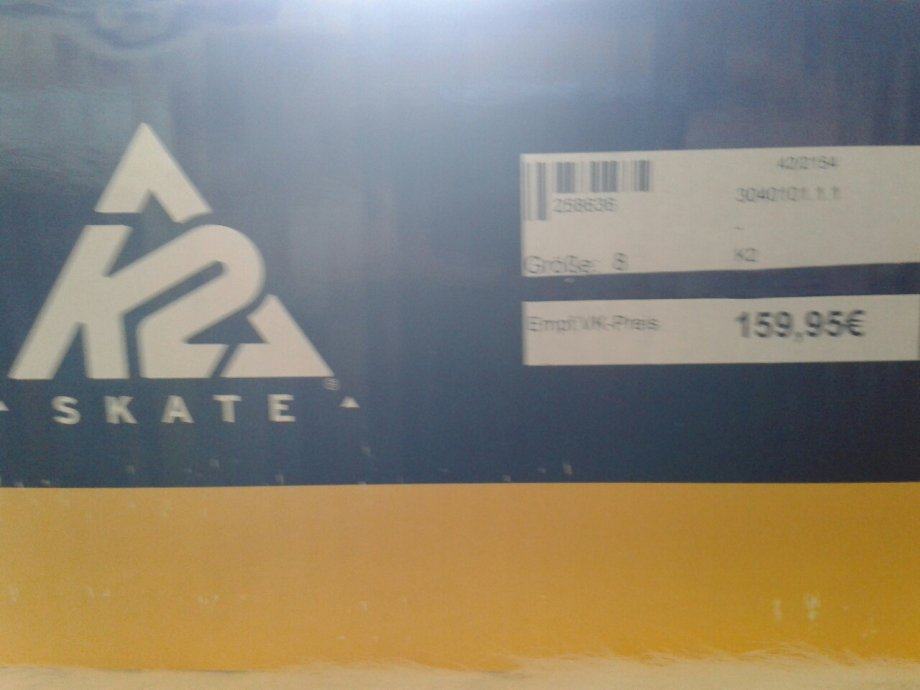 K2
SKATE
42/2154
258636
3040101.1.1
-
Größe: 8
K2
Empf.VK-Preis
159,95€